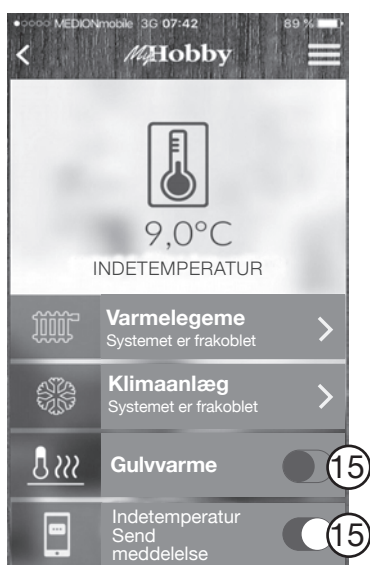 MEDIONmobile 3G 07:42 89 %
MyHobby
9,0°C
INDETEMPERATUR
Varmelegeme
Systemet er frakoblet
Klimaanlæg
Systemet er frakoblet
Gulvvarme
15
Indetemperatur
Send
meddelelse
15